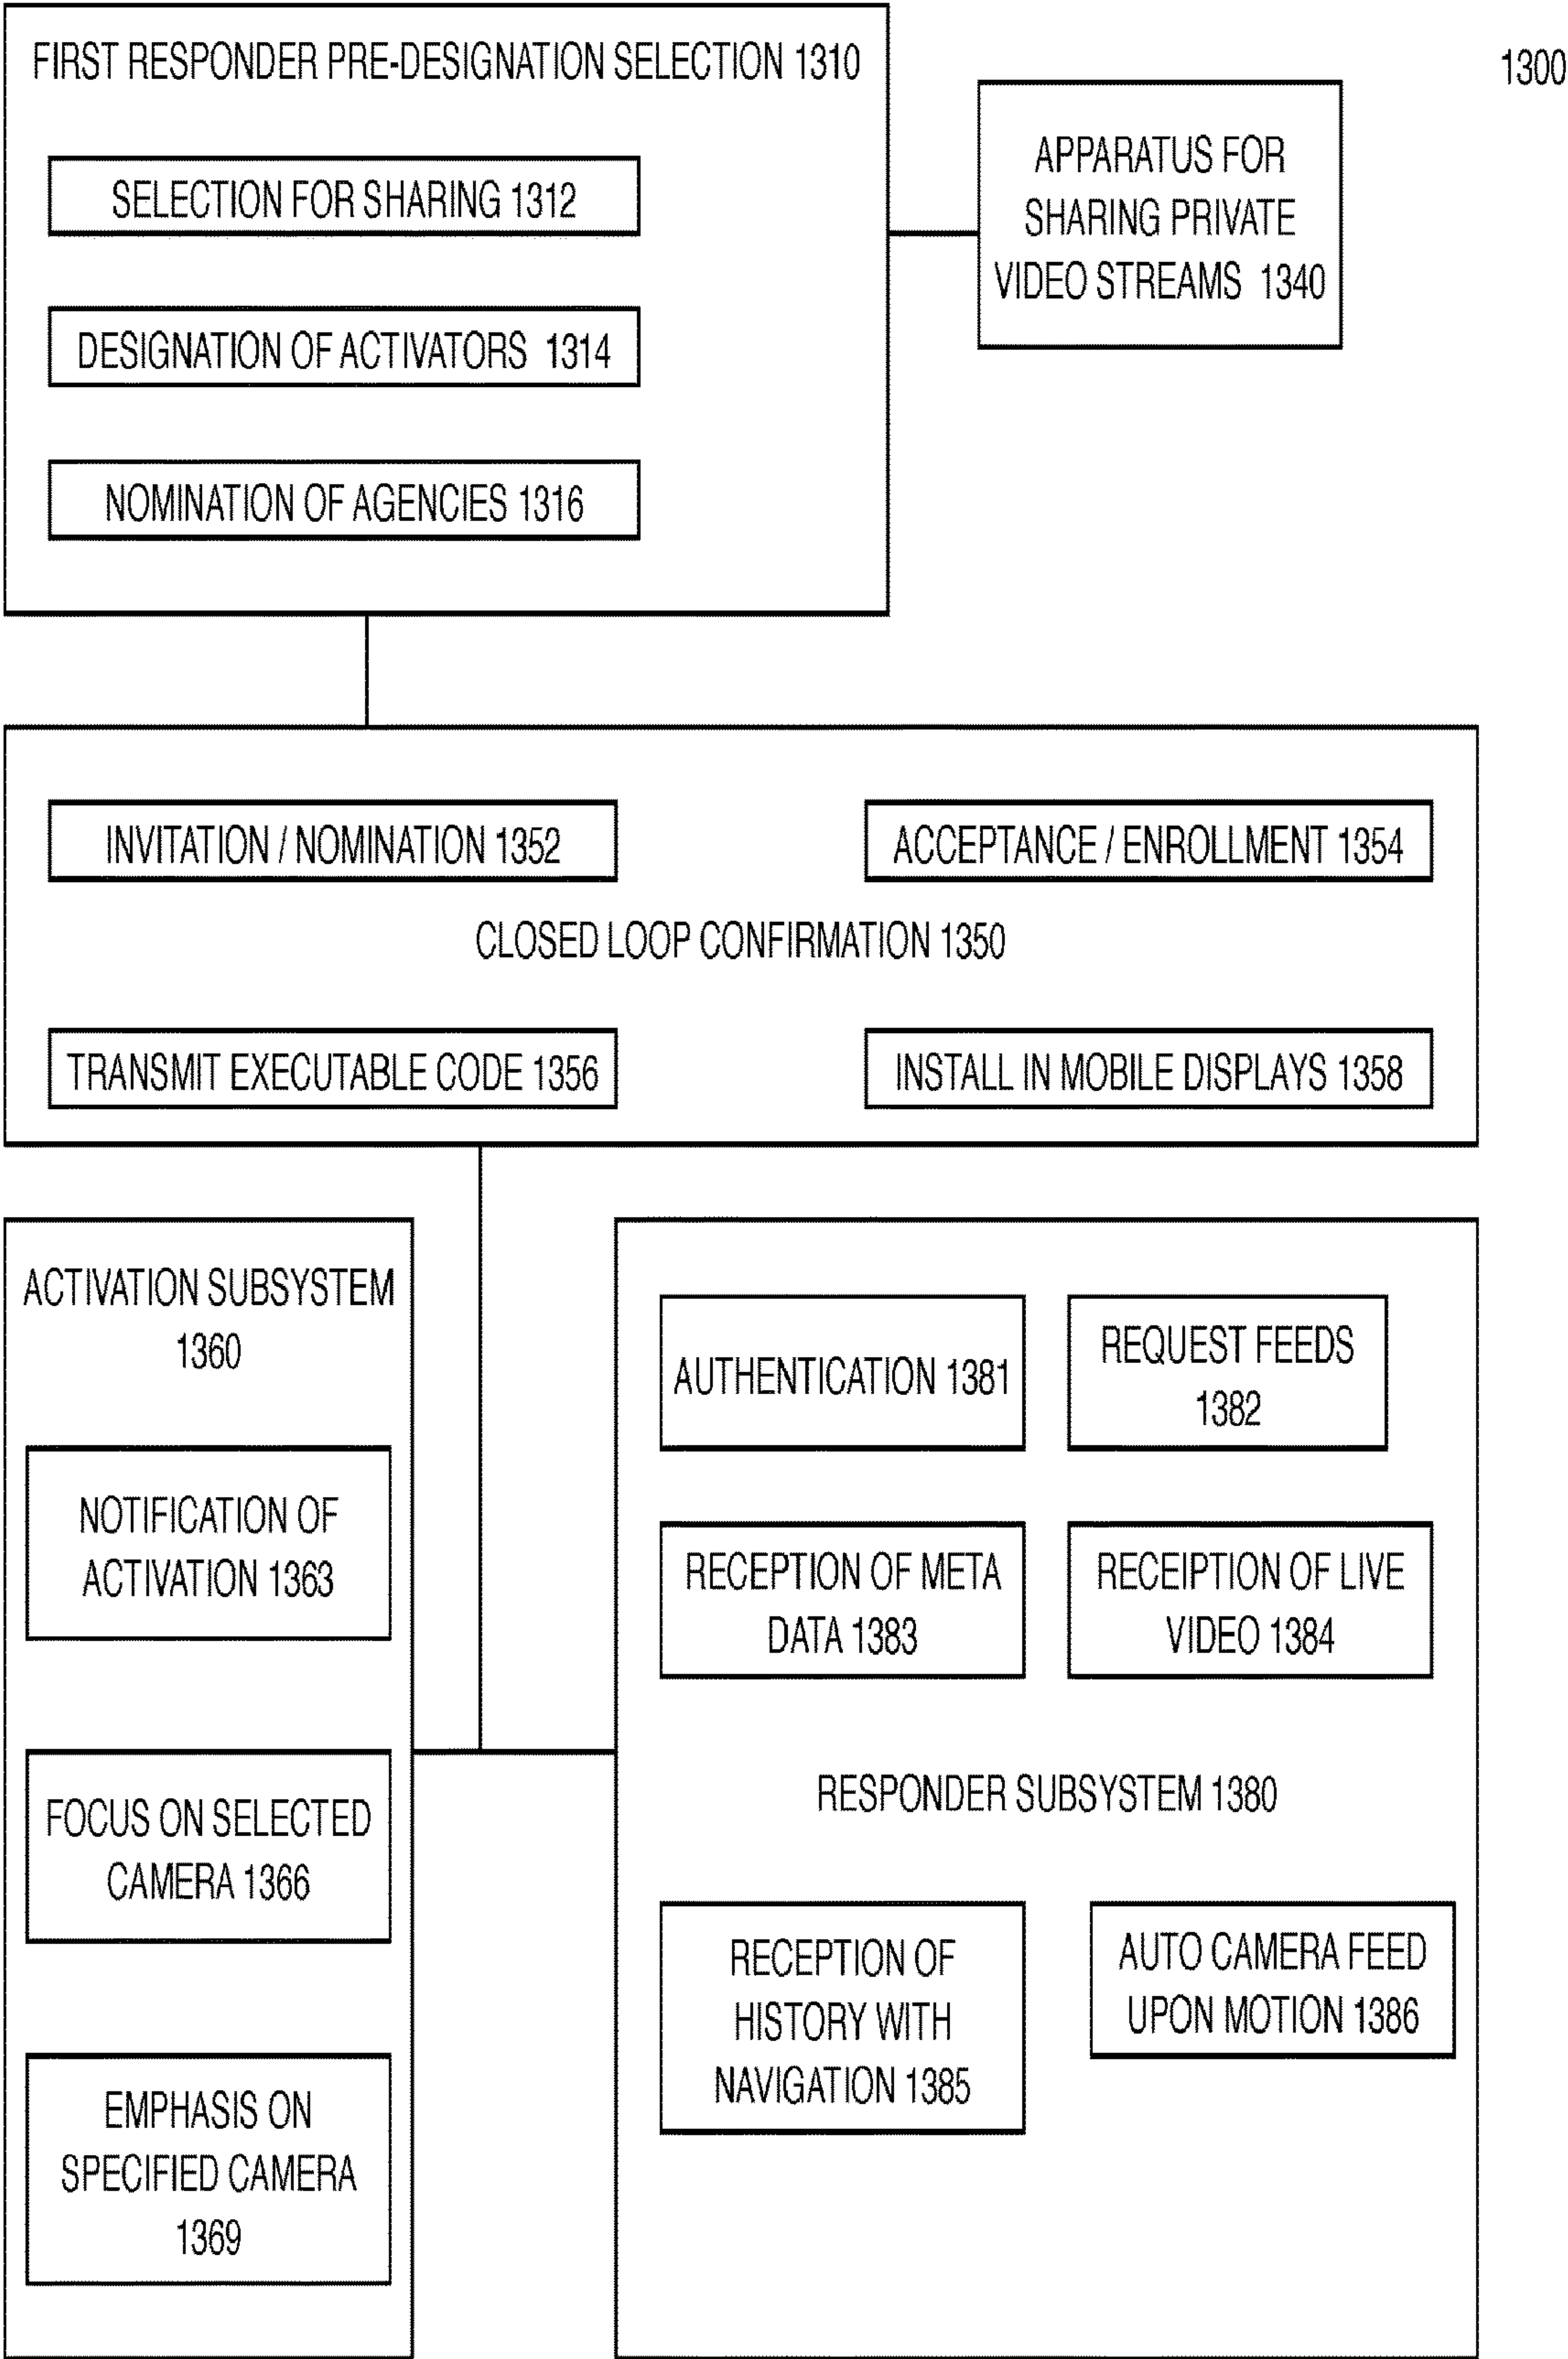 FIRST RESPONDER PRE-DESIGNATION SELECTION 1310
1300
SELECTION FOR SHARING 1312
DESIGNATION OF ACTIVATORS 1314
NOMINATION OF AGENCIES 1316
APPARATUS FOR
SHARING PRIVATE
VIDEO STREAMS 1340
INVITATION / NOMINATION 1352
ACCEPTANCE / ENROLLMENT 1354
CLOSED LOOP CONFIRMATION 1350
TRANSMIT EXECUTABLE CODE 1356
INSTALL IN MOBILE DISPLAYS 1358
ACTIVATION SUBSYSTEM
1360
NOTIFICATION OF
ACTIVATION 1363
FOCUS ON SELECTED
CAMERA 1366
EMPHASIS ON
SPECIFIED CAMERA
1369
AUTHENTICATION 1381
REQUEST FEEDS
1382
RECEPTION OF META
DATA 1383
RECEIPTION OF LIVE
VIDEO 1384
RESPONDER SUBSYSTEM 1380
RECEPTION OF
HISTORY WITH
NAVIGATION 1385
AUTO CAMERA FEED
UPON MOTION 1386